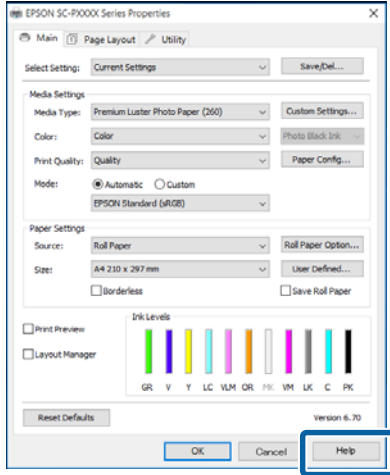 EPSON SC-PXXXX Series Properties
Main Page Layout Utility
Select Setting: Current Settings Save/Del...
Media Settings
Media Type: Premium Luster Photo Paper (260) Custom Settings...
Color: Color Photo Black Ink
Print Quality: Quality Paper Config...
Mode: Automatic Custom
EPSON Standard (sRGB)
Paper Settings
Source: Roll Paper Roll Paper Option...
Size: A4 210 x 297 mm User Defined...
Borderless Save Roll Paper
Print Preview
Layout Manager
Ink Levels
GR V Y LC VLM OR MK VM LK C PK
Reset Defaults Version 6.70
OK Cancel Help